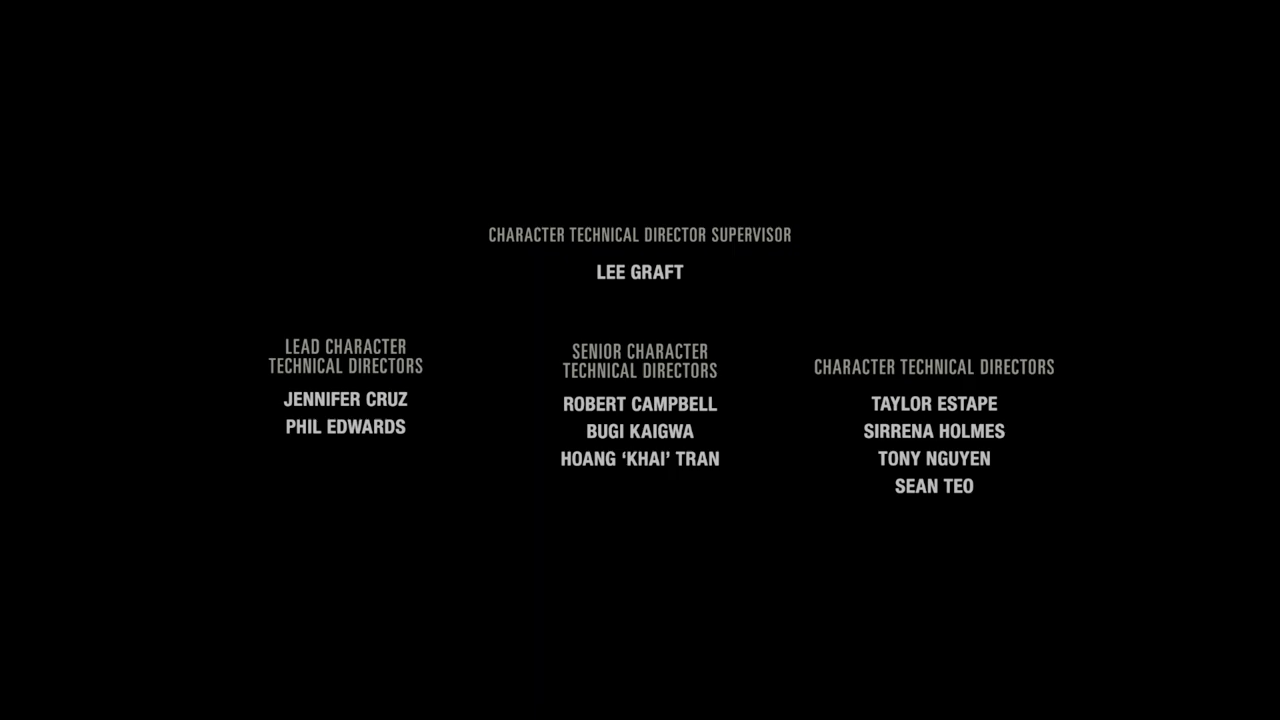 CHARACTER TECHNICAL DIRECTOR SUPERVISOR
LEE GRAFT
LEAD CHARACTER
TECHNICAL DIRECTORS
JENNIFER CRUZ
PHIL EDWARDS
SENIOR CHARACTER
TECHNICAL DIRECTORS
ROBERT CAMPBELL
BUGI KAIGWA
HOANG ‘KHAI’ TRAN
CHARACTER TECHNICAL DIRECTORS
TAYLOR ESTAPE
SIRRENA HOLMES
TONY NGUYEN
SEAN TEO